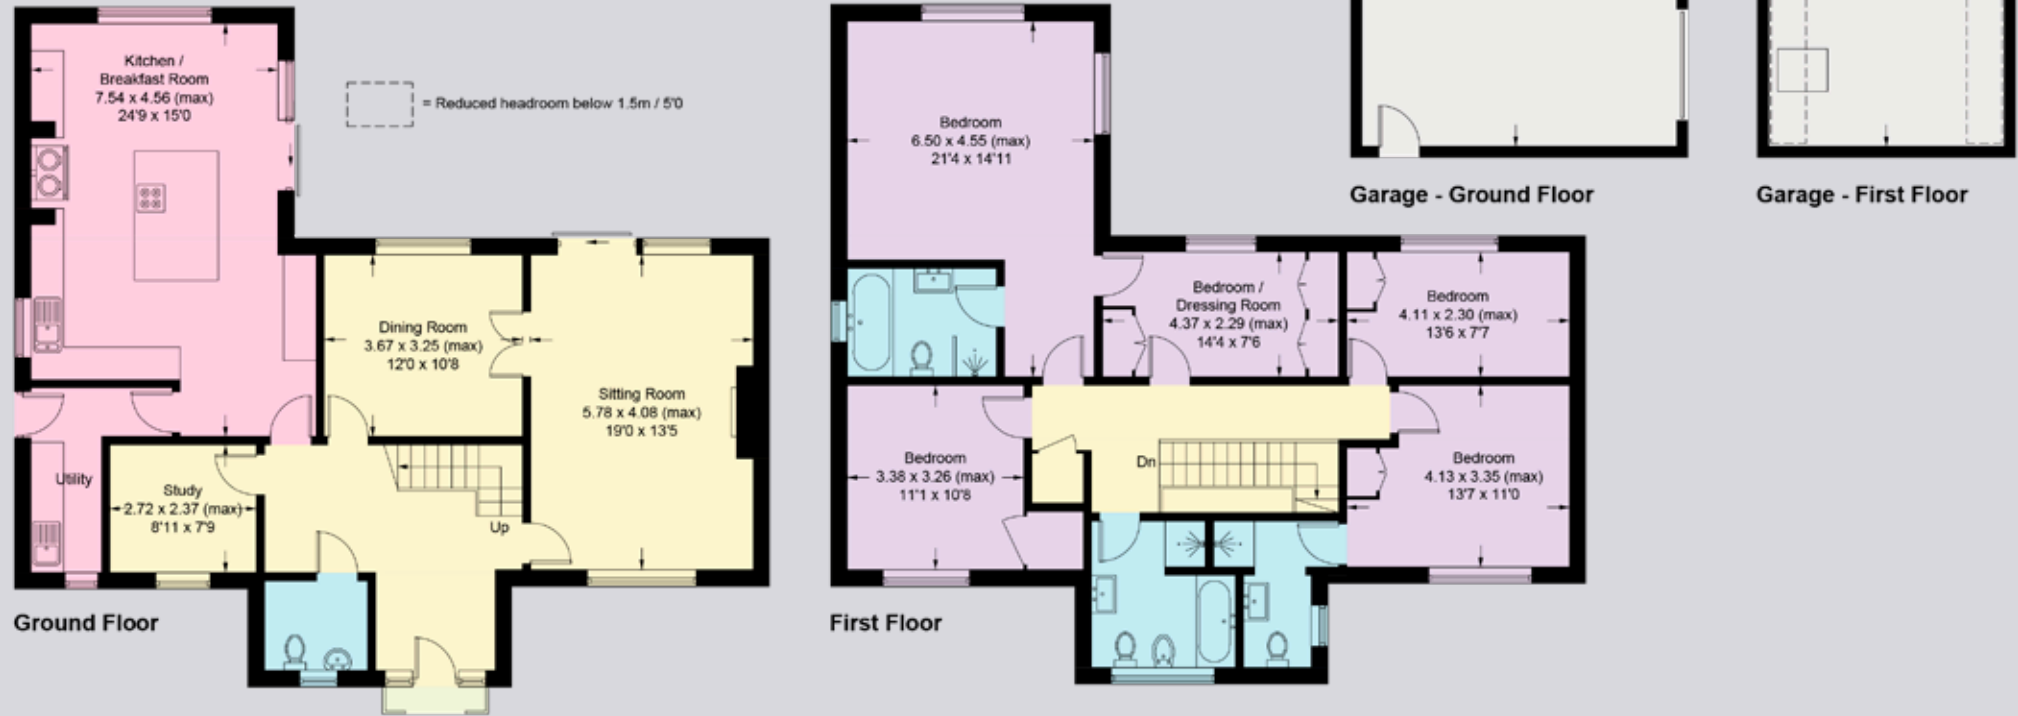 Kitchen /
Breakfast Room
7.54 x 4.56 (max)
24'9 x 15'0
= Reduced headroom below 1.5m / 5'0
Dining Room
3.67 x 3.25 (max)
12'0 x 10'8
Sitting Room
5.78 x 4.08 (max)
19'0 x 13'5
Utility
Study
2.72 x 2.37 (max)
8'11 x 7'9
Up
Ground Floor
Bedroom
6.50 x 4.55 (max)
21'4 x 14'11
Bedroom /
Dressing Room
4.37 x 2.29 (max)
14'4 x 7'6
Bedroom
4.11 x 2.30 (max)
13'6 x 7'7
Bedroom
3.38 x 3.26 (max)
11'1 x 10'8
Dn
Bedroom
4.13 x 3.35 (max)
13'7 x 11'0
First Floor
Garage - Ground Floor
Garage - First Floor